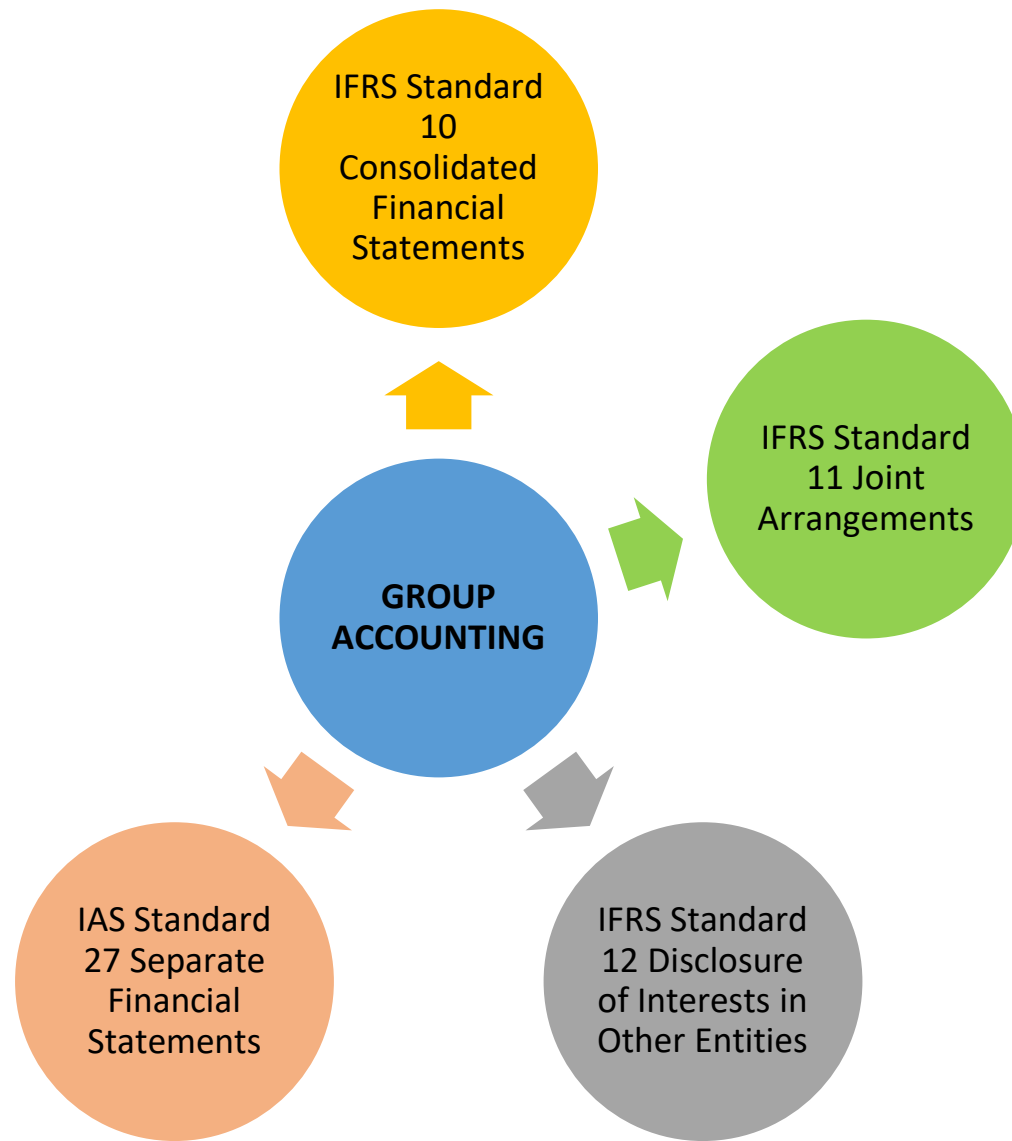 IFRS Standard
10
Consolidated
Financial
Statements
IFRS Standard
11 Joint
Arrangements
GROUP
ACCOUNTING
IAS Standard
27 Separate
Financial
Statements
IFRS Standard
12 Disclosure
of Interests in
Other Entities